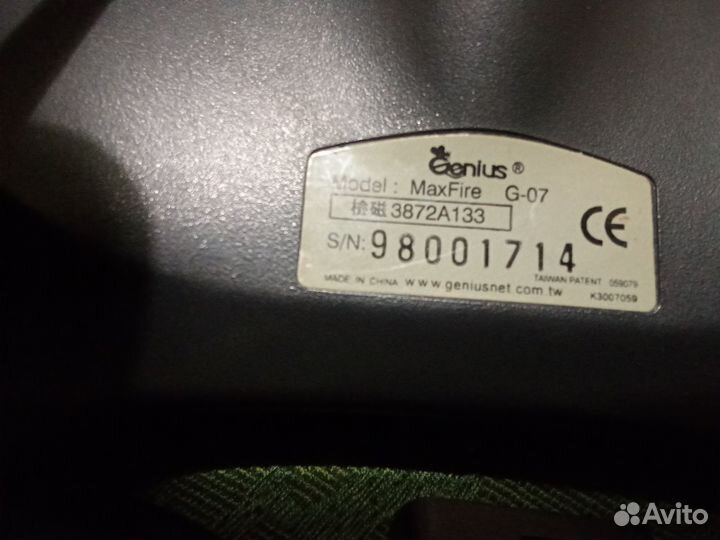 Genius ®
Model : MaxFire G-07
檢磁 3872A133
CE
S/N: 98001714
TAIWAN PATENT 059079
MADE IN CHINA www.geniusnet.com.tw K3007059
Avito